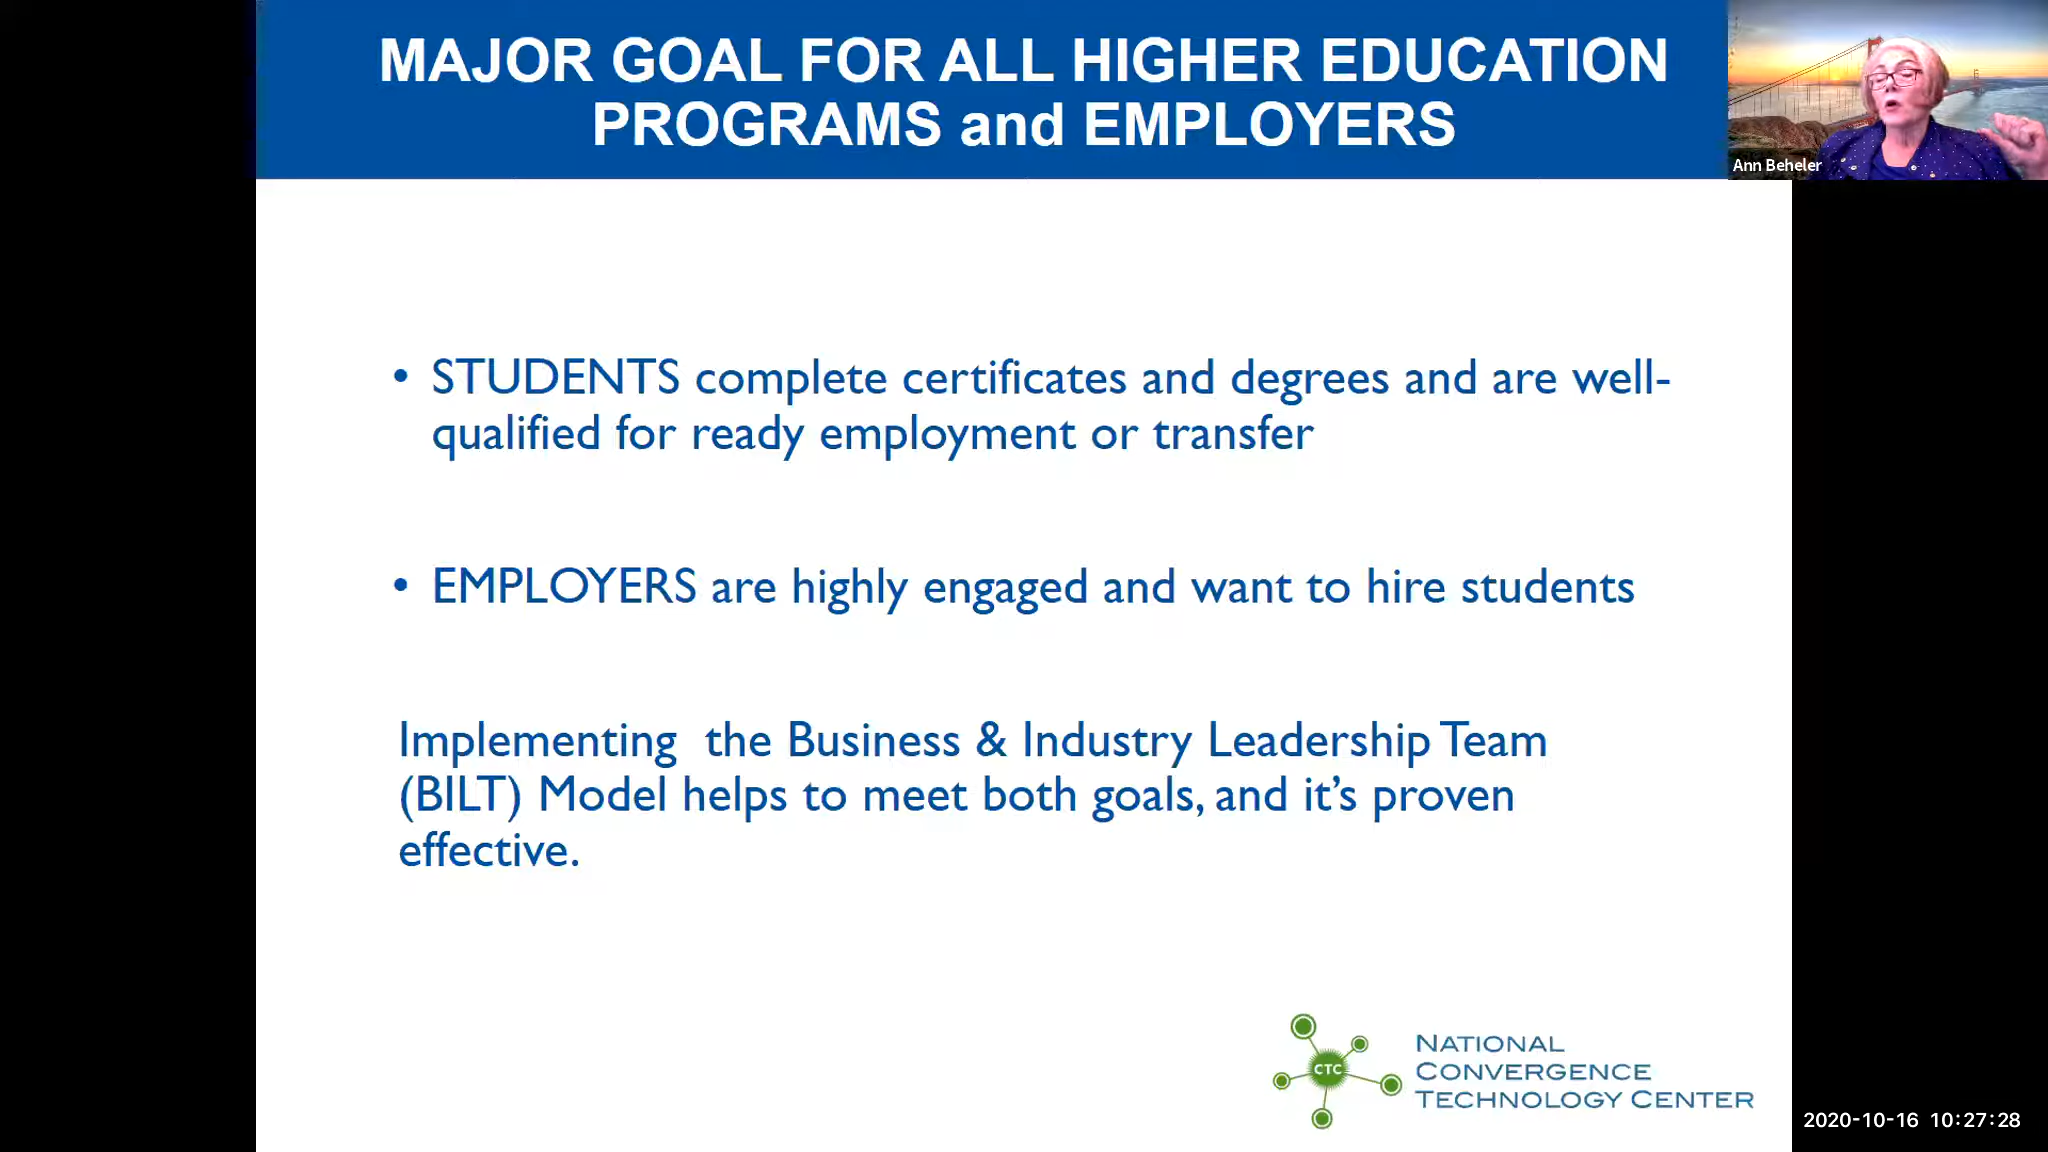 MAJOR GOAL FOR ALL HIGHER EDUCATION
PROGRAMS and EMPLOYERS
Ann Beheler
• STUDENTS complete certificates and degrees and are well-
qualified for ready employment or transfer
• EMPLOYERS are highly engaged and want to hire students
Implementing the Business & Industry Leadership Team
(BILT) Model helps to meet both goals, and it's proven
effective.
CTC
NATIONAL
CONVERGENCE
TECHNOLOGY CENTER
2020-10-16 10:27:28